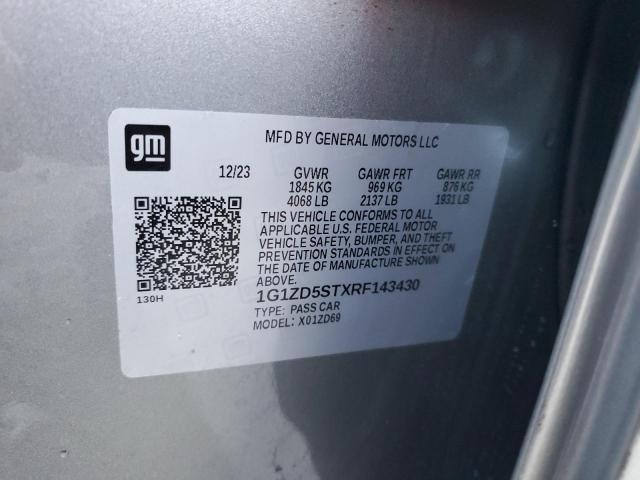 gm
MFD BY GENERAL MOTORS LLC
12/23 GVWR GAWR FRT GAWR RR
1845 KG 969 KG 876 KG
4068 LB 2137 LB 1931 LB
THIS VEHICLE CONFORMS TO ALL
APPLICABLE U.S. FEDERAL MOTOR
VEHICLE SAFETY, BUMPER, AND THEFT
PREVENTION STANDARDS IN EFFECT ON
THE DATE OF MANUFACTURE SHOWN
ABOVE.
130H
1G1ZD5STXRF143430
TYPE: PASS CAR
MODEL: X01ZD69